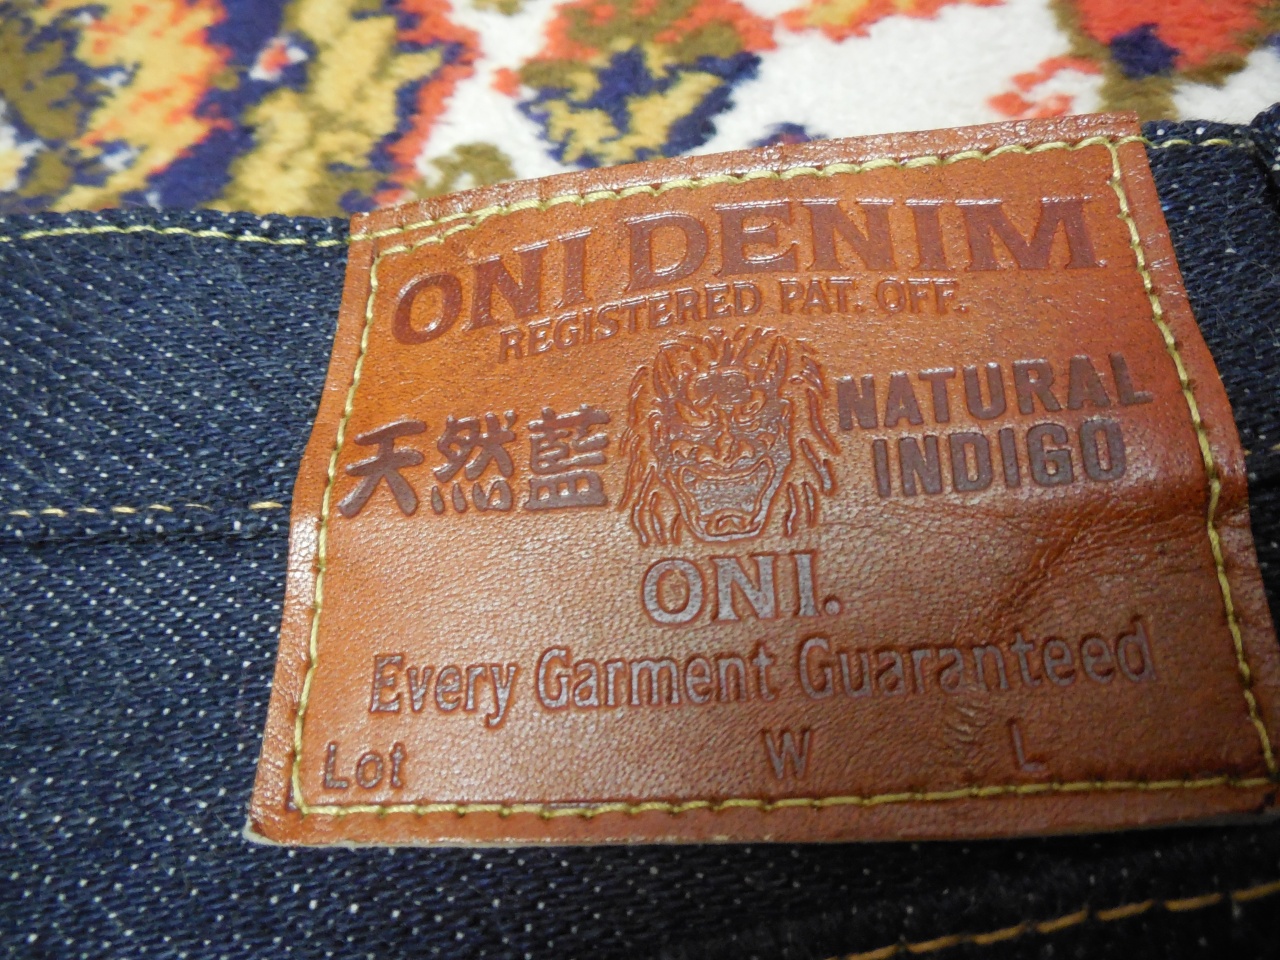 ONI DENIM
REGISTERED PAT. OFF.
天然藍
NATURAL
INDIGO
ONI.
Every Garment Guaranteed
Lot W L